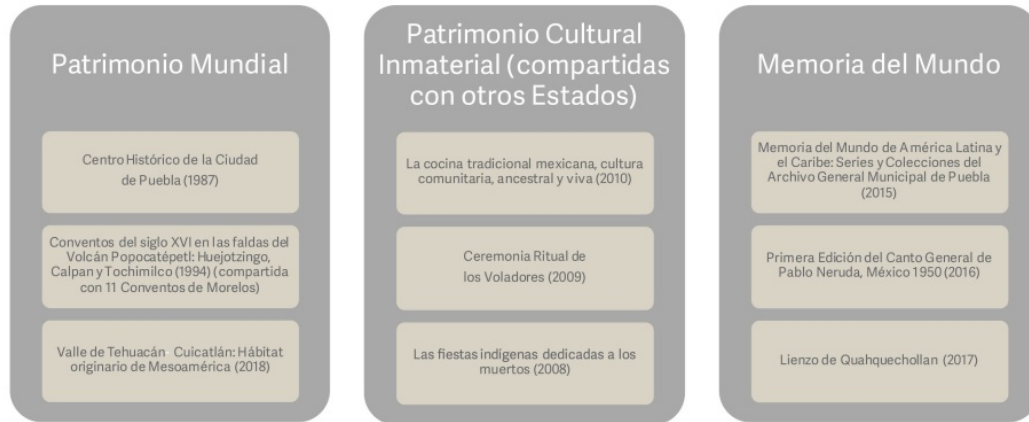 Patrimonio Mundial
Centro Histórico de la Ciudad
de Puebla (1987)
Conventos del siglo XVI en las faldas del
Volcán Popocatépetl: Huejotzingo,
Calpan y Tochimilco (1994) (compartida
con 11 Conventos de Morelos)
Valle de Tehuacán Cuicatlán: Hábitat
originario de Mesoamérica (2018)
Patrimonio Cultural
Inmaterial (compartidas
con otros Estados)
La cocina tradicional mexicana, cultura
comunitaria, ancestral y viva (2010)
Ceremonia Ritual de
los Voladores (2009)
Las fiestas indígenas dedicadas a los
muertos (2008)
Memoria del Mundo
Memoria del Mundo de América Latina y
el Caribe: Series y Colecciones del
Archivo General Municipal de Puebla
(2015)
Primera Edición del Canto General de
Pablo Neruda, México 1950 (2016)
Lienzo de Quahquechollan (2017)